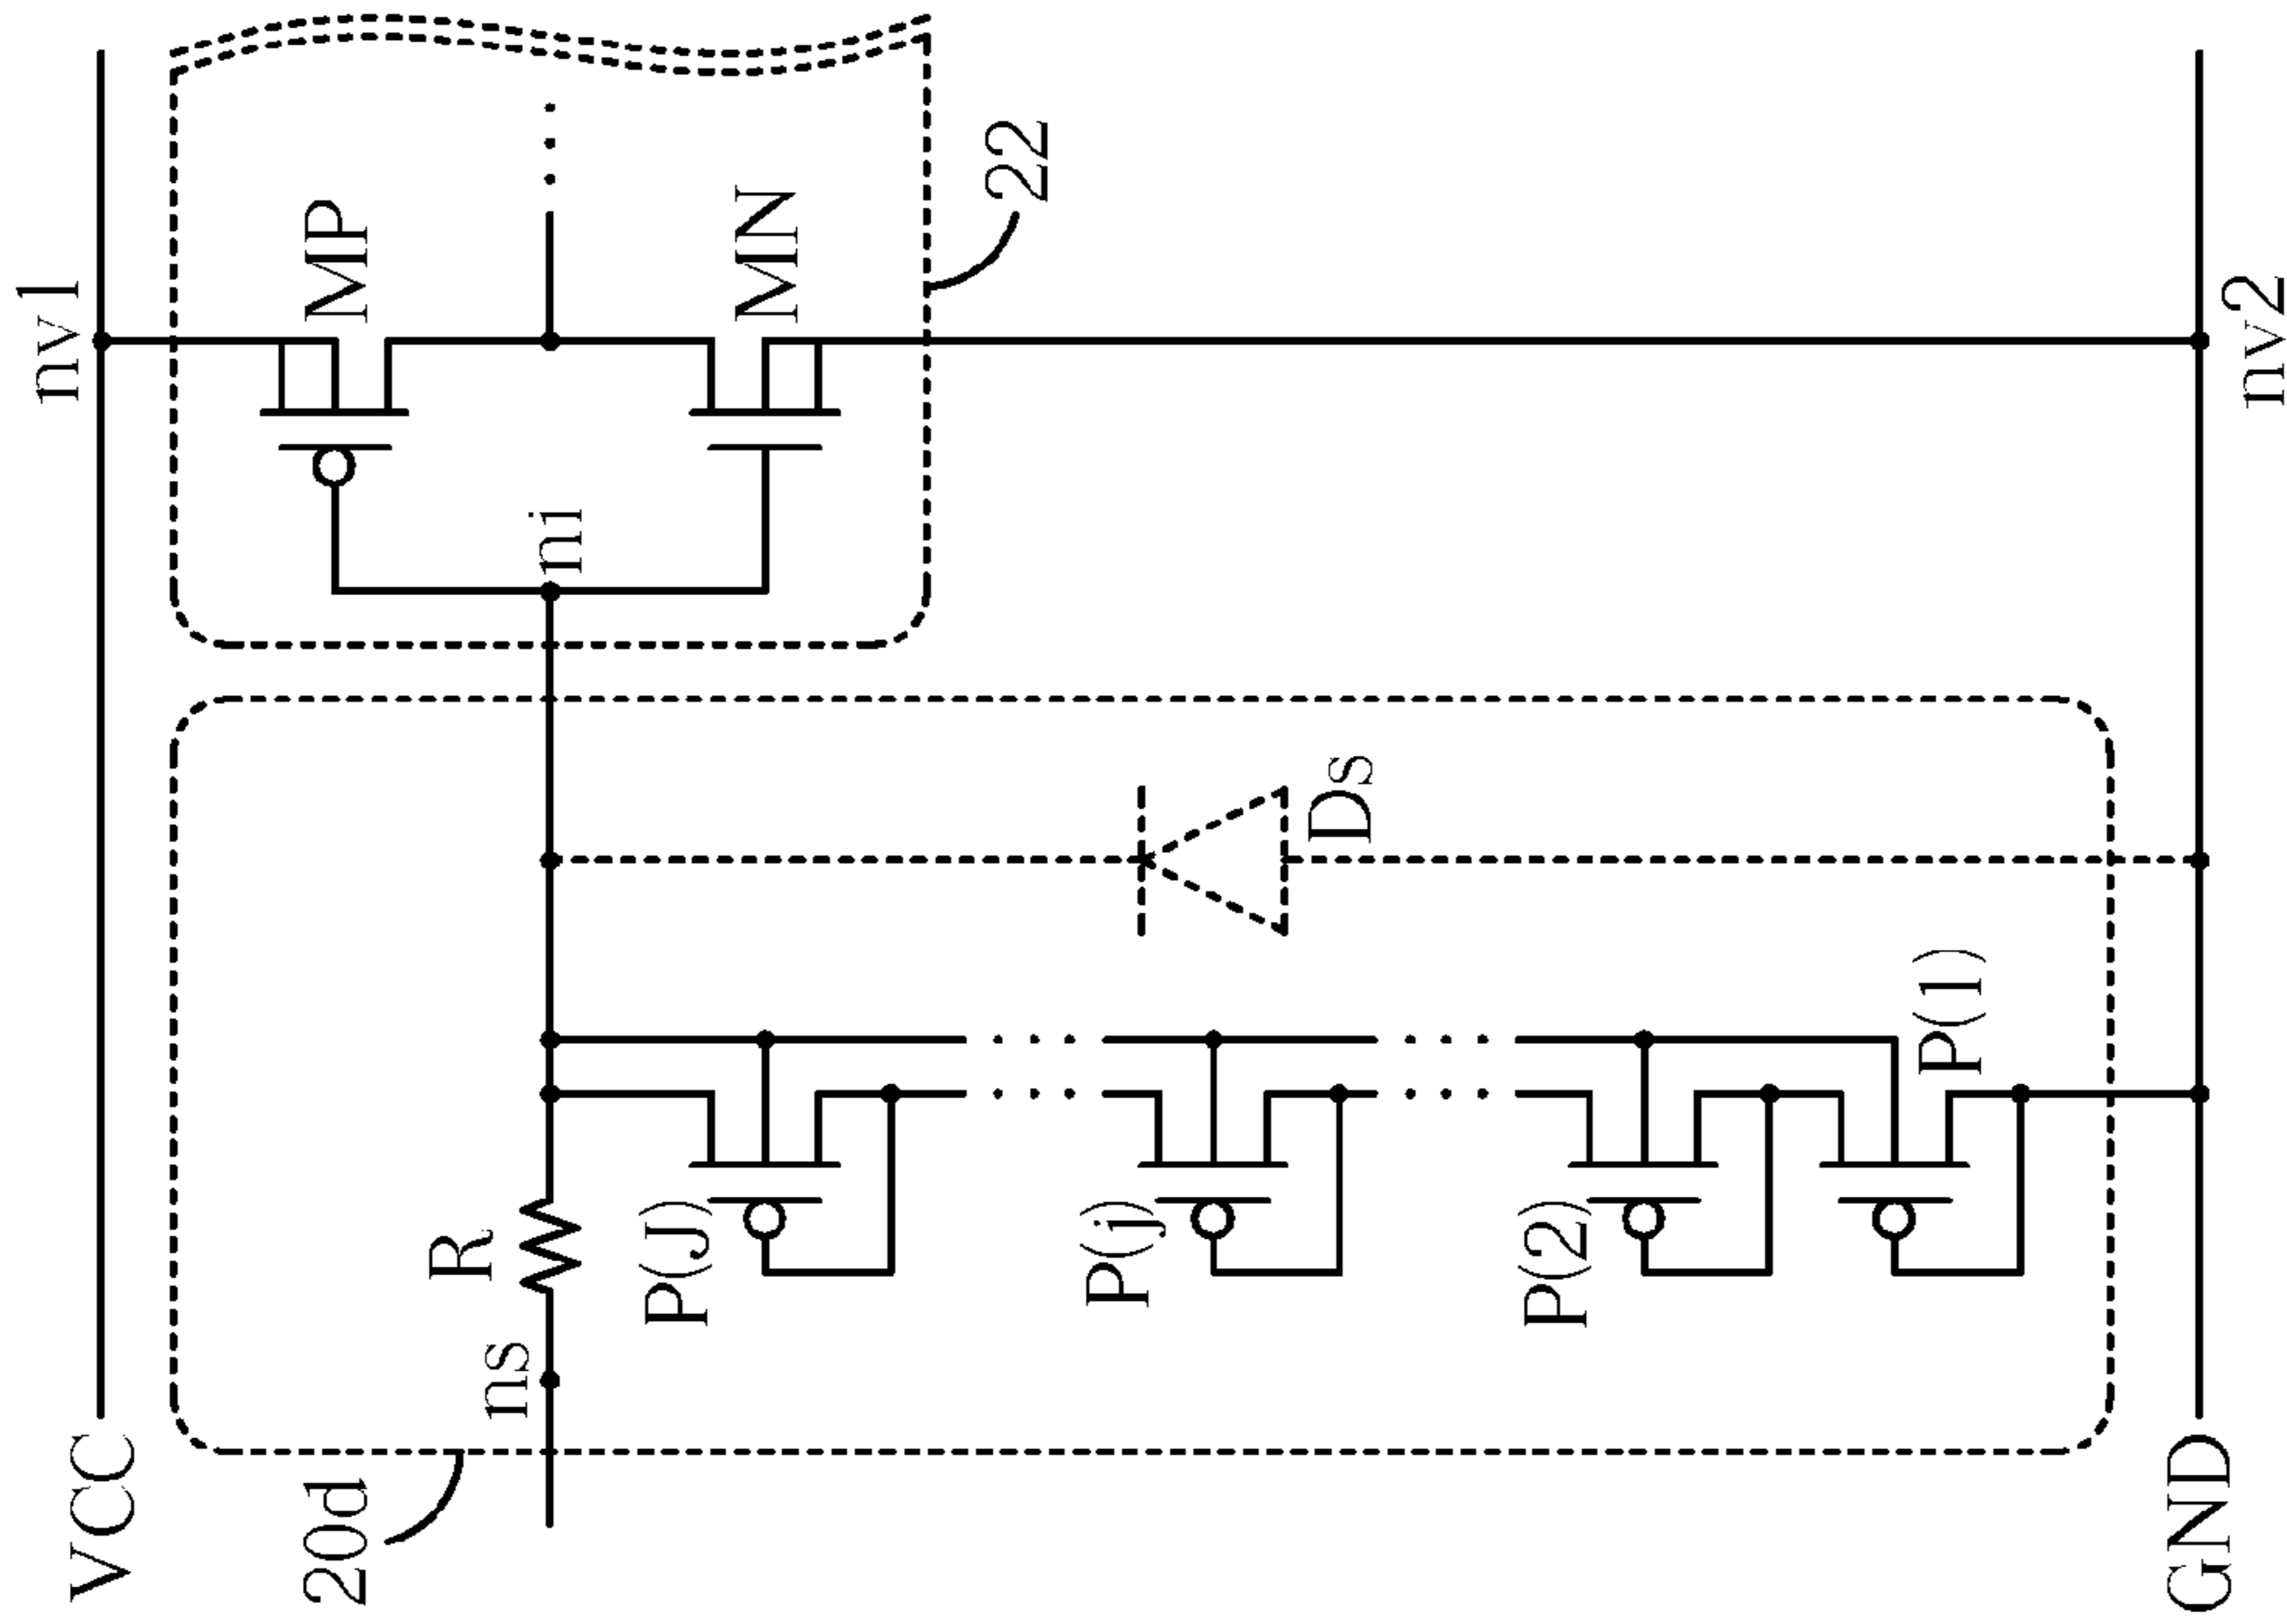 VCC
nv1
20d
22
MP
MN
ni
ns
R
P(J)
P(j)
P(2)
P(1)
Ds
GND
nv2